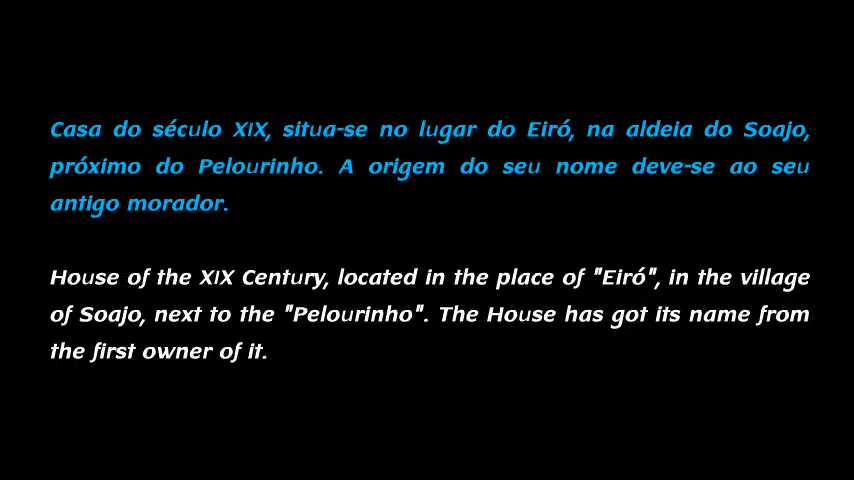 Casa do século XIX, situa-se no lugar do Eiró, na aldeia do Soajo,
próximo do Pelourinho. A origem do seu nome deve-se ao seu
antigo morador.
House of the XIX Century, located in the place of "Eiró", in the village
of Soajo, next to the "Pelourinho". The House has got its name from
the first owner of it.